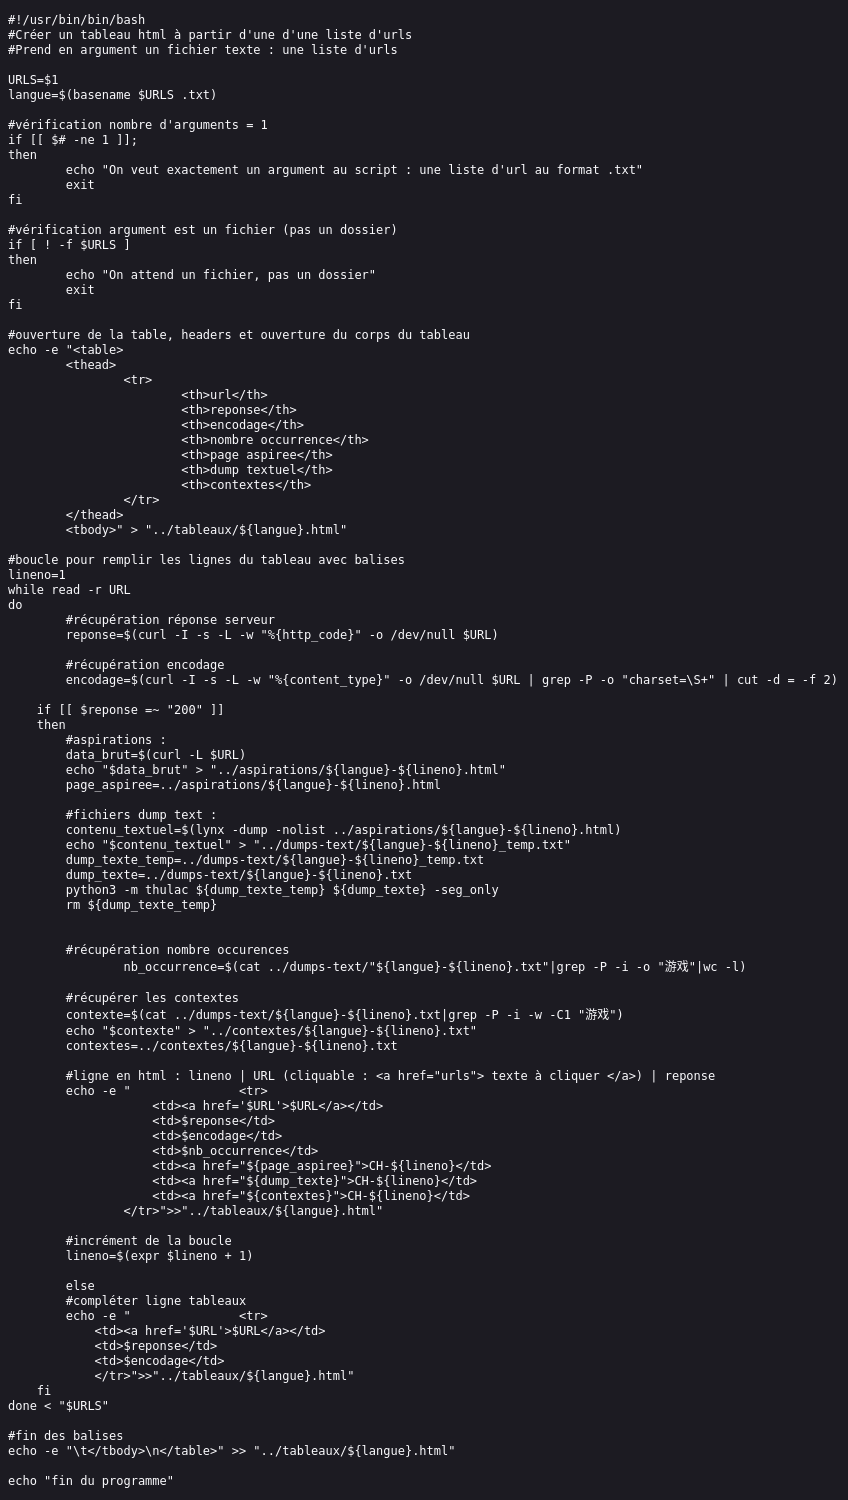 #!/usr/bin/bin/bash
#Créer un tableau html à partir d'une d'une liste d'urls
#Prend en argument un fichier texte : une liste d'urls

URLS=$1
langue=$(basename $URLS .txt)

#vérification nombre d'arguments = 1
if [[ $# -ne 1 ]];
then
        echo "On veut exactement un argument au script : une liste d'url au format .txt"
        exit
fi

#vérification argument est un fichier (pas un dossier)
if [ ! -f $URLS ]
then
        echo "On attend un fichier, pas un dossier"
        exit
fi

#ouverture de la table, headers et ouverture du corps du tableau
echo -e "<table>
        <thead>
                <tr>
                        <th>url</th>
                        <th>reponse</th>
                        <th>encodage</th>
                        <th>nombre occurrence</th>
                        <th>page aspiree</th>
                        <th>dump textuel</th>
                        <th>contextes</th>
                </tr>
        </thead>
        <tbody>" > "../tableaux/${langue}.html"

#boucle pour remplir les lignes du tableau avec balises
lineno=1
while read -r URL
do
        #récupération réponse serveur
        reponse=$(curl -I -s -L -w "%{http_code}" -o /dev/null $URL)

        #récupération encodage
        encodage=$(curl -I -s -L -w "%{content_type}" -o /dev/null $URL | grep -P -o "charset=\S+" | cut -d = -f 2)

    if [[ $reponse =~ "200" ]]
    then
        #aspirations :
        data_brut=$(curl -L $URL)
        echo "$data_brut" > "../aspirations/${langue}-${lineno}.html"
        page_aspiree=../aspirations/${langue}-${lineno}.html

        #fichiers dump text :
        contenu_textuel=$(lynx -dump -nolist ../aspirations/${langue}-${lineno}.html)
        echo "$contenu_textuel" > "../dumps-text/${langue}-${lineno}_temp.txt"
        dump_texte_temp=../dumps-text/${langue}-${lineno}_temp.txt
        dump_texte=../dumps-text/${langue}-${lineno}.txt
        python3 -m thulac ${dump_texte_temp} ${dump_texte} -seg_only
        rm ${dump_texte_temp}


        #récupération nombre occurences
                nb_occurrence=$(cat ../dumps-text/"${langue}-${lineno}.txt"|grep -P -i -o "游戏"|wc -l)

        #récupérer les contextes
        contexte=$(cat ../dumps-text/${langue}-${lineno}.txt|grep -P -i -w -C1 "游戏")
        echo "$contexte" > "../contextes/${langue}-${lineno}.txt"
        contextes=../contextes/${langue}-${lineno}.txt

        #ligne en html : lineno | URL (cliquable : <a href="urls"> texte à cliquer </a>) | reponse
        echo -e "               <tr>
                    <td><a href='$URL'>$URL</a></td>
                    <td>$reponse</td>
                    <td>$encodage</td>
                    <td>$nb_occurrence</td>
                    <td><a href="${page_aspiree}">CH-${lineno}</td>
                    <td><a href="${dump_texte}">CH-${lineno}</td>
                    <td><a href="${contextes}">CH-${lineno}</td>
                </tr>">>"../tableaux/${langue}.html"

        #incrément de la boucle
        lineno=$(expr $lineno + 1)

        else
        #compléter ligne tableaux
        echo -e "               <tr>
            <td><a href='$URL'>$URL</a></td>
            <td>$reponse</td>
            <td>$encodage</td>
            </tr>">>"../tableaux/${langue}.html"
    fi
done < "$URLS"

#fin des balises
echo -e "\t</tbody>\n</table>" >> "../tableaux/${langue}.html"

echo "fin du programme"